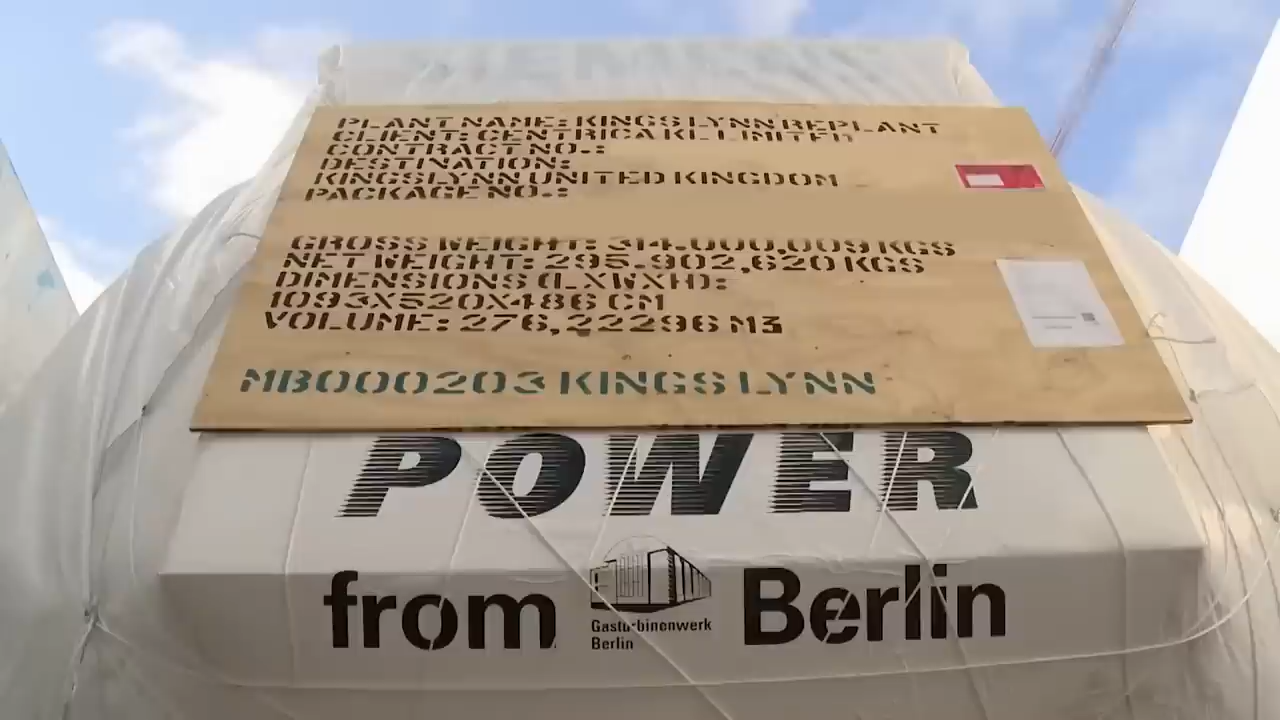 PLANT NAME: KINGS LYNN REPLANT
CLIENT: CENTRICA KL LIMITED
CONTRACT NO.:
DESTINATION:
KINGSLYNN UNITED KINGDOM
PACKAGE NO.:
GROSS WEIGHT: 314.000,009 KGS
NET WEIGHT: 295.902,620 KGS
DIMENSIONS (LXWXH):
1093X520X486 CM
VOLUME: 276,22296 M3
MB000203 KINGS LYNN
POWER
from Berlin
Gasturbinenwerk
Berlin